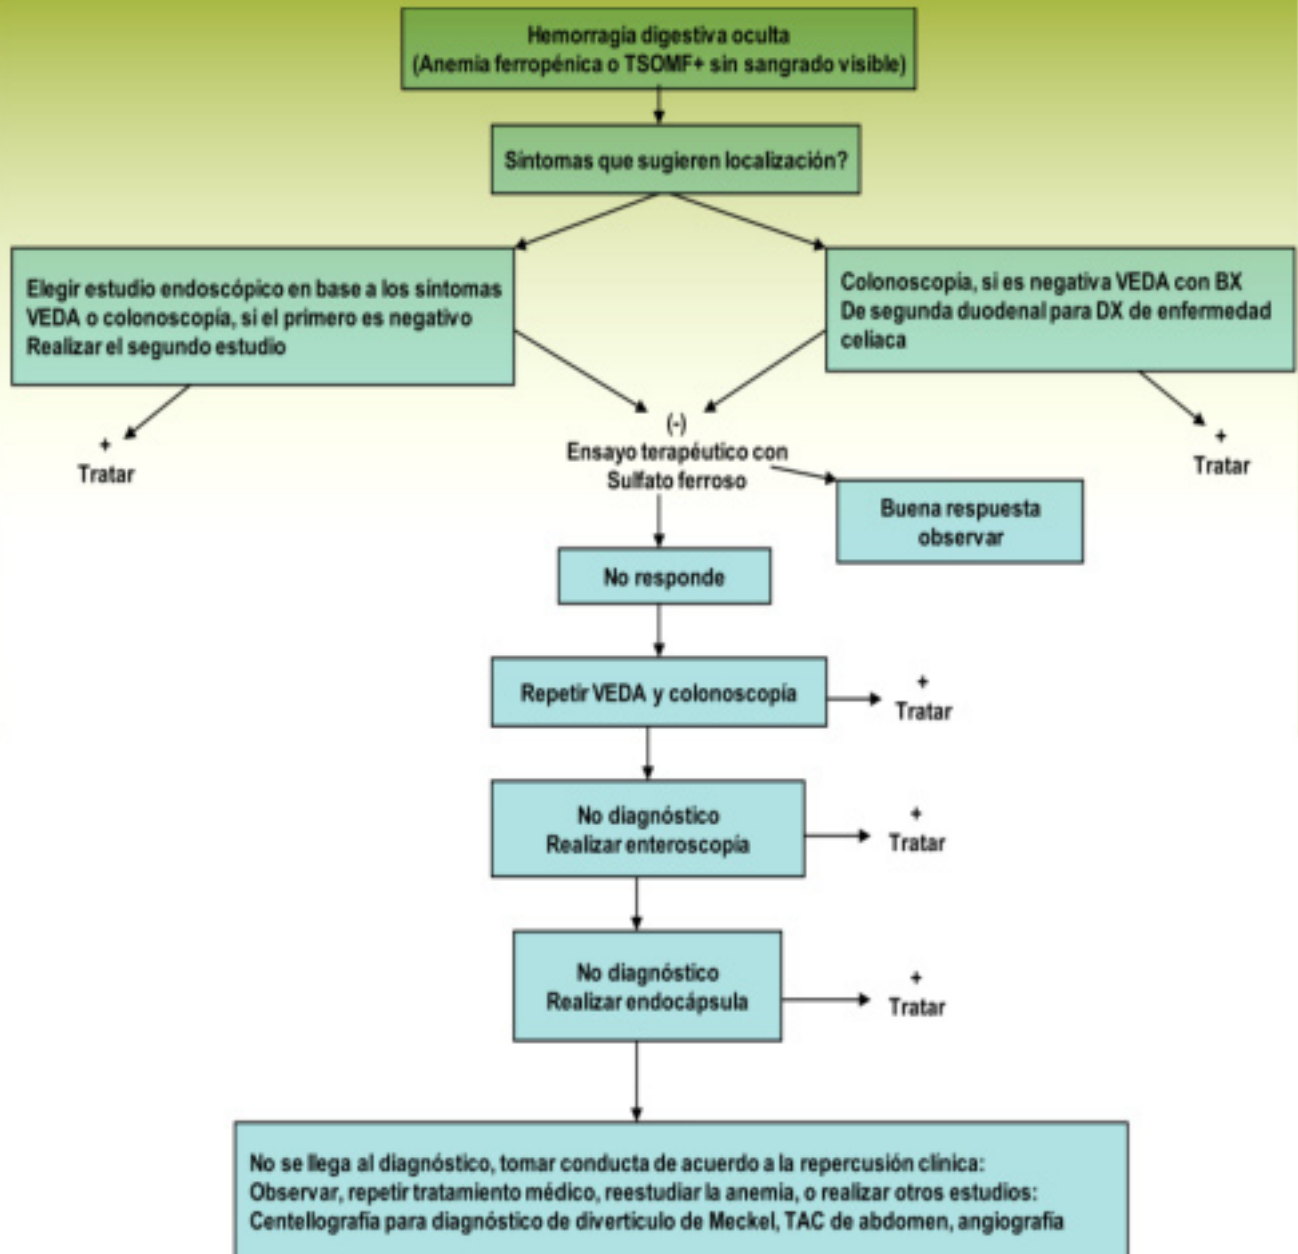 Hemorragia digestiva oculta
(Anemia ferropénica o TSOMF+ sin sangrado visible)
Síntomas que sugieren localización?
Elegir estudio endoscópico en base a los síntomas
VEDA o colonoscopía, si el primero es negativo
Realizar el segundo estudio
Colonoscopía, si es negativa VEDA con BX
De segunda duodenal para DX de enfermedad
celiaca
+
Tratar
(-)
Ensayo terapéutico con
Sulfato ferroso
+
Tratar
Buena respuesta
observar
No responde
Repetir VEDA y colonoscopía
+
Tratar
No diagnóstico
Realizar enteroscopia
+
Tratar
No diagnóstico
Realizar endocápsula
+
Tratar
No se llega al diagnóstico, tomar conducta de acuerdo a la repercusión clínica:
Observar, repetir tratamiento médico, reestudiar la anemia, o realizar otros estudios:
Centellografía para diagnóstico de divertículo de Meckel, TAC de abdomen, angiografía